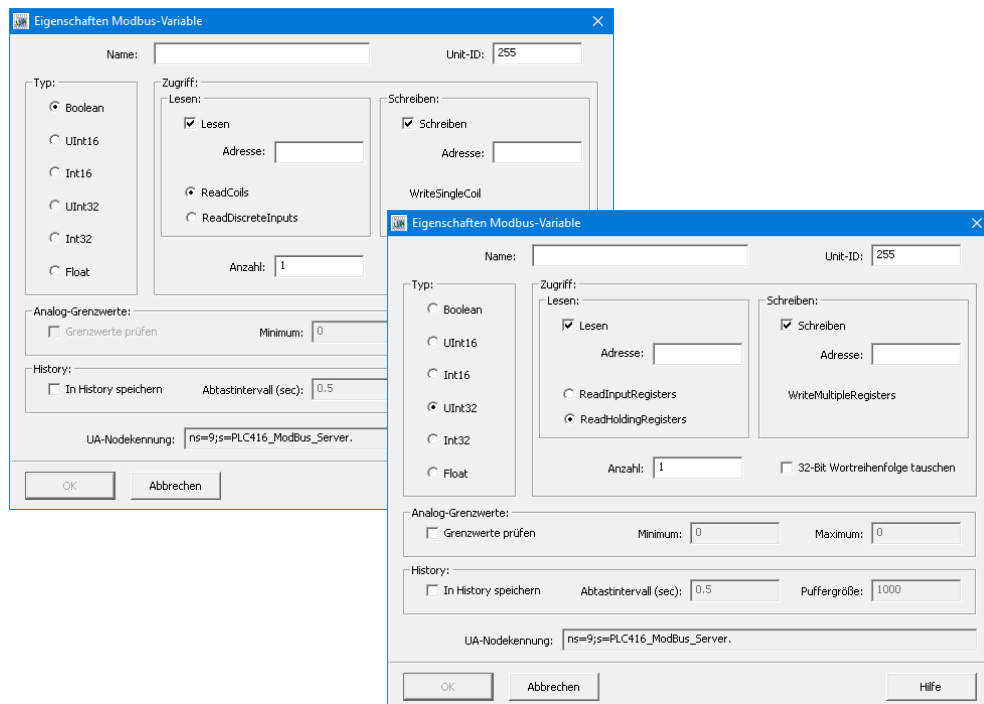 Eigenschaften Modbus-Variable
Name:
Unit-ID: 255
Typ:
Boolean
UInt16
Int16
UInt32
Int32
Float
Zugriff:
Lesen:
Lesen
Adresse:
ReadCoils
ReadDiscreteInputs
Schreiben:
Schreiben
Adresse:
WriteSingleCoil
Anzahl: 1
Analog-Grenzwerte:
Grenzwerte prüfen
Minimum: 0
History:
In History speichern
Abtastintervall (sec): 0.5
UA-Nodekennung: ns=9;s=PLC416_ModBus_Server.
OK
Abbrechen
Eigenschaften Modbus-Variable
Name:
Unit-ID: 255
Typ:
Boolean
UInt16
Int16
UInt32
Int32
Float
Zugriff:
Lesen:
Lesen
Adresse:
ReadInputRegisters
ReadHoldingRegisters
Schreiben:
Schreiben
Adresse:
WriteMultipleRegisters
Anzahl: 1
32-Bit Wortreihenfolge tauschen
Analog-Grenzwerte:
Grenzwerte prüfen
Minimum: 0
Maximum: 0
History:
In History speichern
Abtastintervall (sec): 0.5
Puffergröße: 1000
UA-Nodekennung: ns=9;s=PLC416_ModBus_Server.
OK
Abbrechen
Hilfe